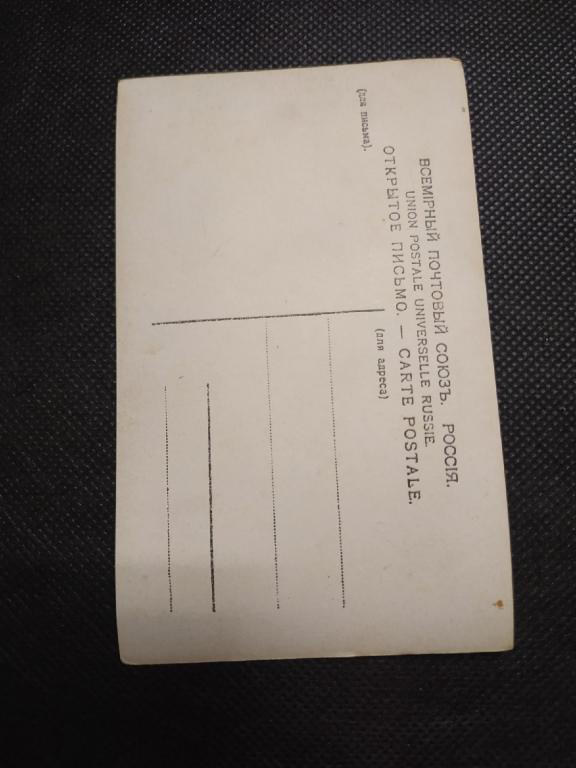 ВСЕМІРНЫЙ ПОЧТОВЫЙ СОЮЗЪ. РОССІЯ.
UNION POSTALE UNIVERSELLE RUSSIE.
ОТКРЫТОЕ ПИСЬМО. — CARTE POSTALE.
(для письма).
(для адреса)